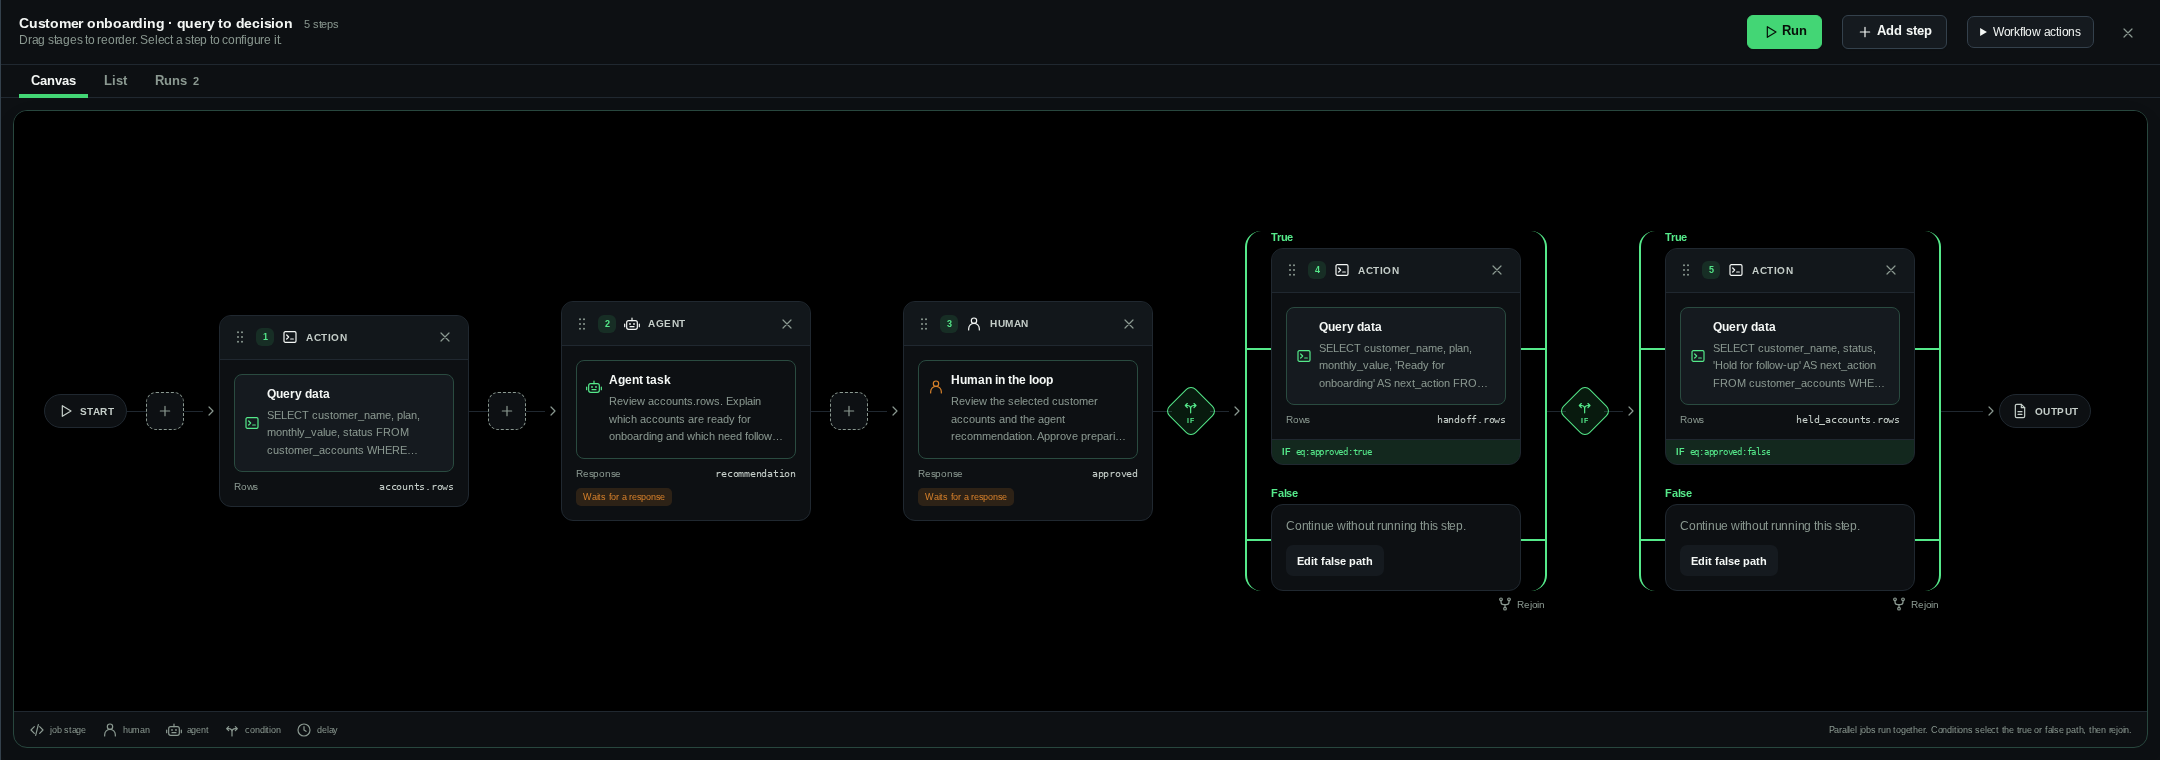 Customer onboarding · query to decision 5 steps
Drag stages to reorder. Select a step to configure it.
Run
Add step
Workflow actions
Canvas
List
Runs 2
START
1 ACTION
Query data
SELECT customer_name, plan,
monthly_value, status FROM
customer_accounts WHERE…
Rows accounts.rows
2 AGENT
Agent task
Review accounts.rows. Explain
which accounts are ready for
onboarding and which need follow…
Response recommendation
Waits for a response
3 HUMAN
Human in the loop
Review the selected customer
accounts and the agent
recommendation. Approve prepari…
Response approved
Waits for a response
IF
True
4 ACTION
Query data
SELECT customer_name, plan,
monthly_value, 'Ready for
onboarding' AS next_action FRO…
Rows handoff.rows
IF eq:approved:true
False
Continue without running this step.
Edit false path
Rejoin
IF
True
5 ACTION
Query data
SELECT customer_name, status,
'Hold for follow-up' AS next_action
FROM customer_accounts WHE…
Rows held_accounts.rows
IF eq:approved:false
False
Continue without running this step.
Edit false path
Rejoin
OUTPUT
job stage
human
agent
condition
delay
Parallel jobs run together. Conditions select the true or false path, then rejoin.